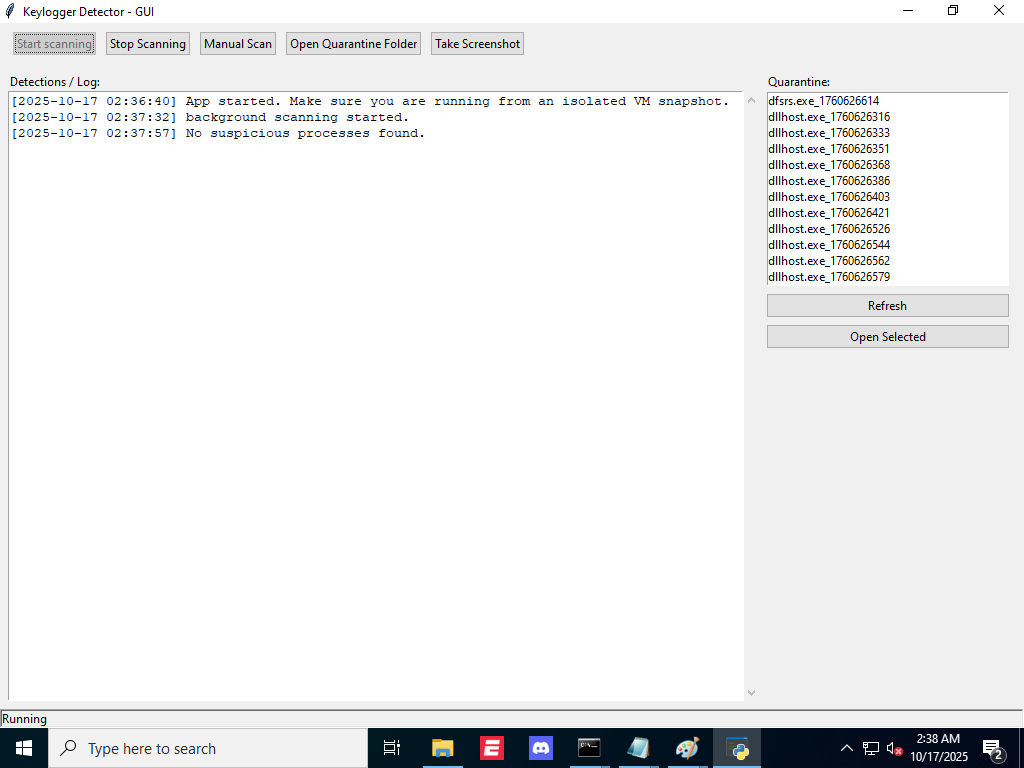 Keylogger Detector - GUI
Start scanning Stop Scanning Manual Scan Open Quarantine Folder Take Screenshot
Detections / Log:
[2025-10-17 02:36:40] App started. Make sure you are running from an isolated VM snapshot.
[2025-10-17 02:37:32] background scanning started.
[2025-10-17 02:37:57] No suspicious processes found.
Quarantine:
dfsrs.exe_1760626614
dllhost.exe_1760626316
dllhost.exe_1760626333
dllhost.exe_1760626351
dllhost.exe_1760626368
dllhost.exe_1760626386
dllhost.exe_1760626403
dllhost.exe_1760626421
dllhost.exe_1760626526
dllhost.exe_1760626544
dllhost.exe_1760626562
dllhost.exe_1760626579
Refresh
Open Selected
Running
Type here to search
2:38 AM
10/17/2025
2